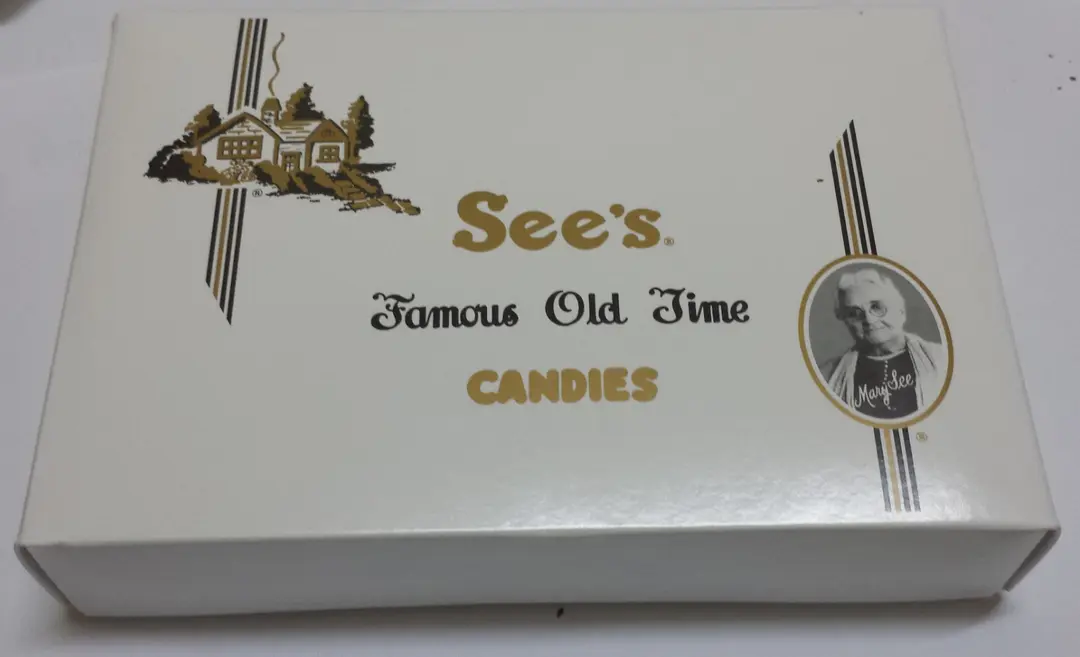 See's®
Famous Old Time
CANDIES
Mary See
®
®